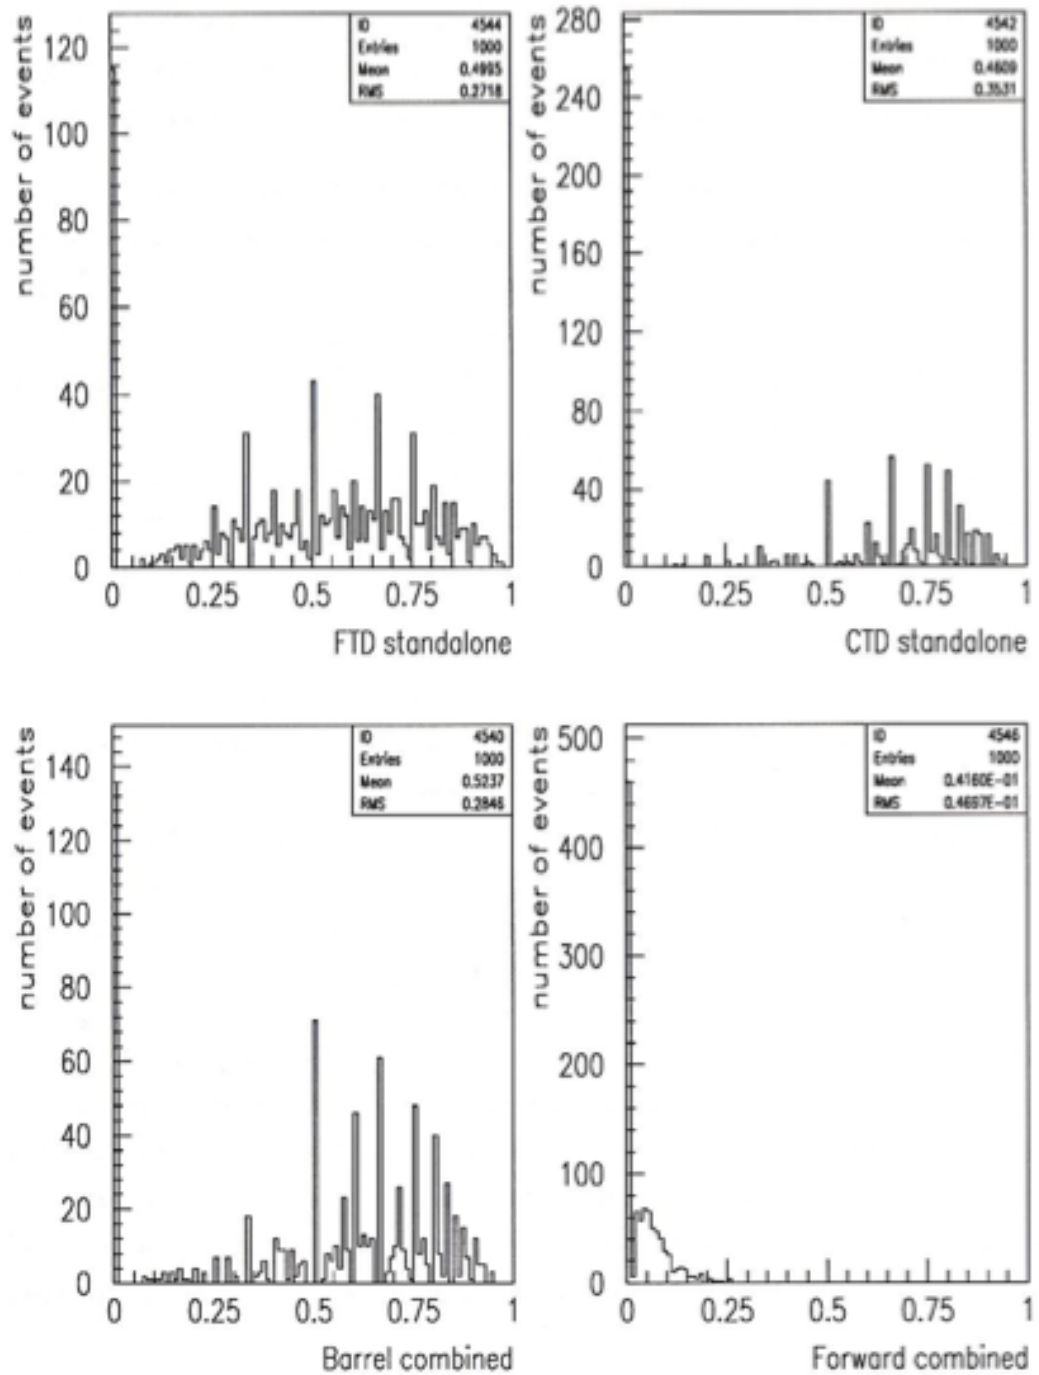 ID 4544
Entries 1000
Mean 0.4995
RMS 0.2718
number of events
120
100
80
60
40
20
0
0 0.25 0.5 0.75 1
FTD standalone
ID 4542
Entries 1000
Mean 0.4609
RMS 0.3531
number of events
280
240
200
160
120
80
40
0
0 0.25 0.5 0.75 1
CTD standalone
ID 4540
Entries 1000
Mean 0.5237
RMS 0.2846
number of events
140
120
100
80
60
40
20
0
0 0.25 0.5 0.75 1
Barrel combined
ID 4546
Entries 1000
Mean 0.4160E-01
RMS 0.4697E-01
number of events
500
400
300
200
100
0
0 0.25 0.5 0.75 1
Forward combined